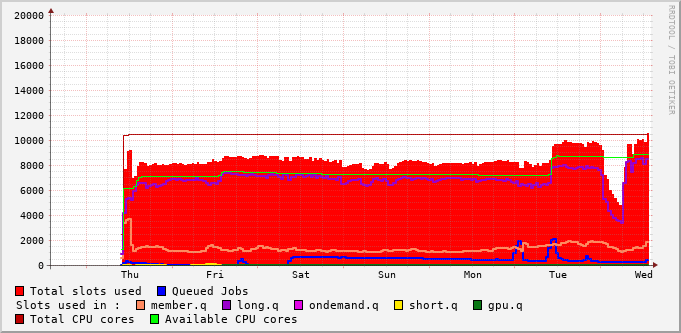 20000
18000
16000
14000
12000
10000
8000
6000
4000
2000
0
Thu Fri Sat Sun Mon Tue Wed
RRDTOOL / TOBI OETIKER
Total slots used Queued Jobs
Slots used in : member.q long.q ondemand.q short.q gpu.q
Total CPU cores Available CPU cores